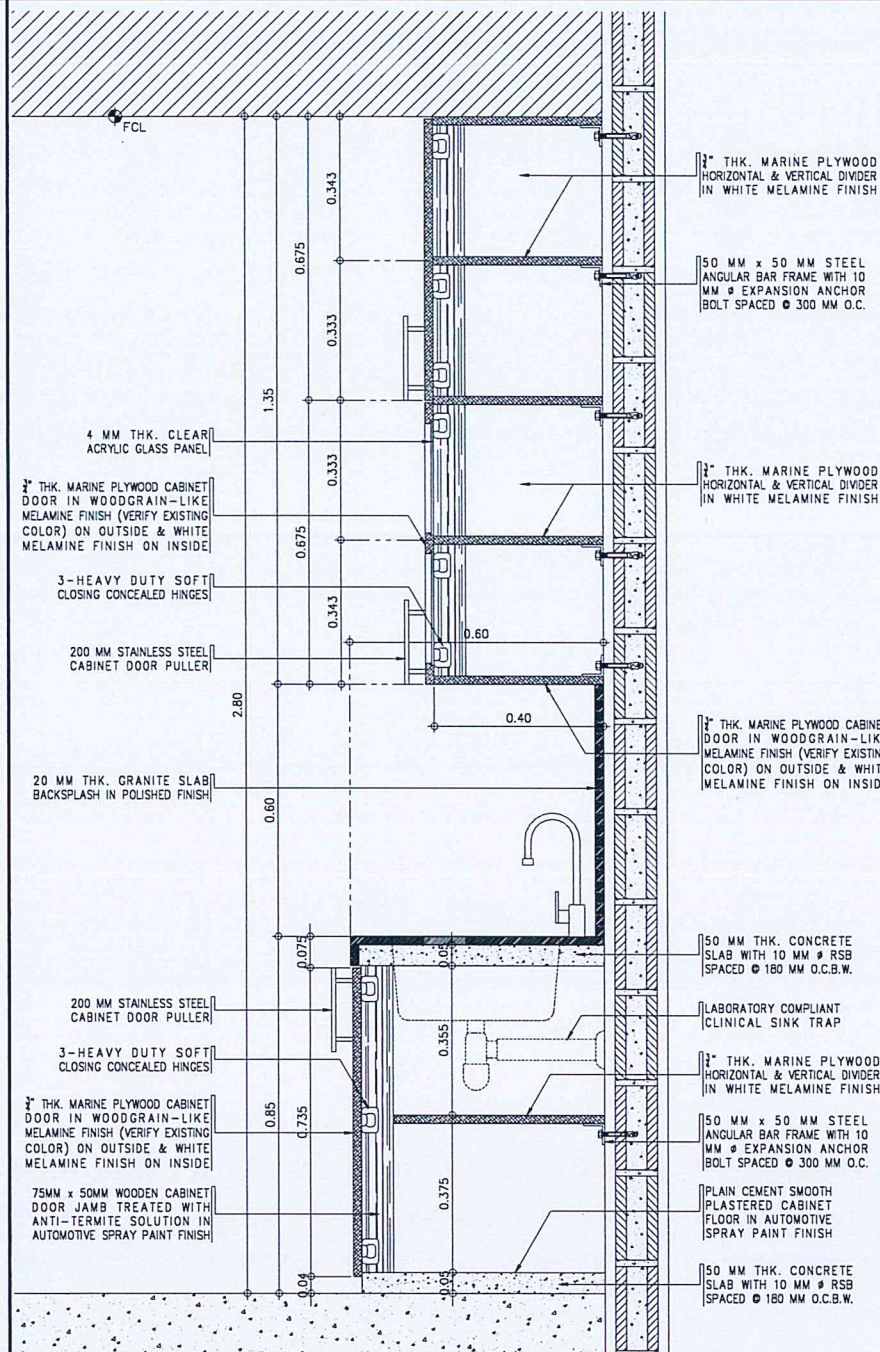 FCL
0.343
0.675
0.333
1.35
0.333
0.675
0.343
0.60
2.80
0.40
0.60
0.075
0.05
0.355
0.85
0.735
0.375
0.04
0.05
4 MM THK. CLEAR
ACRYLIC GLASS PANEL
¾" THK. MARINE PLYWOOD CABINET
DOOR IN WOODGRAIN-LIKE
MELAMINE FINISH (VERIFY EXISTING
COLOR) ON OUTSIDE & WHITE
MELAMINE FINISH ON INSIDE
3-HEAVY DUTY SOFT
CLOSING CONCEALED HINGES
200 MM STAINLESS STEEL
CABINET DOOR PULLER
20 MM THK. GRANITE SLAB
BACKSPLASH IN POLISHED FINISH
200 MM STAINLESS STEEL
CABINET DOOR PULLER
3-HEAVY DUTY SOFT
CLOSING CONCEALED HINGES
¾" THK. MARINE PLYWOOD CABINET
DOOR IN WOODGRAIN-LIKE
MELAMINE FINISH (VERIFY EXISTING
COLOR) ON OUTSIDE & WHITE
MELAMINE FINISH ON INSIDE
75MM x 50MM WOODEN CABINET
DOOR JAMB TREATED WITH
ANTI-TERMITE SOLUTION IN
AUTOMOTIVE SPRAY PAINT FINISH
¾" THK. MARINE PLYWOOD
HORIZONTAL & VERTICAL DIVIDER
IN WHITE MELAMINE FINISH
50 MM x 50 MM STEEL
ANGULAR BAR FRAME WITH 10
MM ø EXPANSION ANCHOR
BOLT SPACED @ 300 MM O.C.
¾" THK. MARINE PLYWOOD
HORIZONTAL & VERTICAL DIVIDER
IN WHITE MELAMINE FINISH
¾" THK. MARINE PLYWOOD CABINE
DOOR IN WOODGRAIN-LIK
MELAMINE FINISH (VERIFY EXISTIN
COLOR) ON OUTSIDE & WHIT
MELAMINE FINISH ON INSID
50 MM THK. CONCRETE
SLAB WITH 10 MM ø RSB
SPACED @ 180 MM O.C.B.W.
LABORATORY COMPLIANT
CLINICAL SINK TRAP
¾" THK. MARINE PLYWOOD
HORIZONTAL & VERTICAL DIVIDER
IN WHITE MELAMINE FINISH
50 MM x 50 MM STEEL
ANGULAR BAR FRAME WITH 10
MM ø EXPANSION ANCHOR
BOLT SPACED @ 300 MM O.C.
PLAIN CEMENT SMOOTH
PLASTERED CABINET
FLOOR IN AUTOMOTIVE
SPRAY PAINT FINISH
50 MM THK. CONCRETE
SLAB WITH 10 MM ø RSB
SPACED @ 180 MM O.C.B.W.